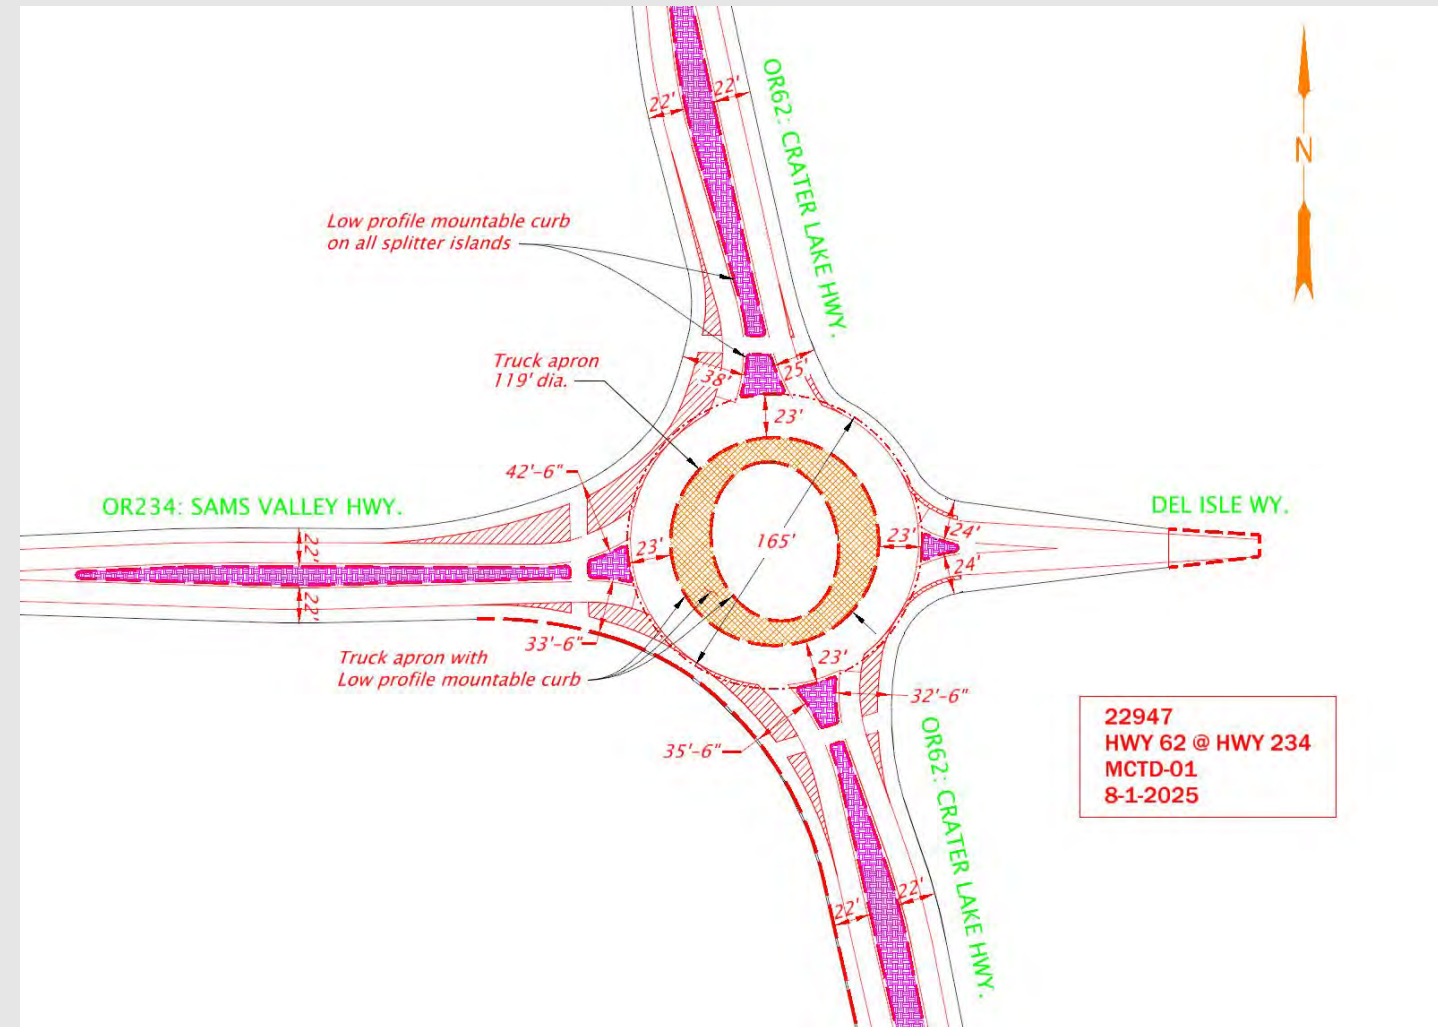 22'
22'
OR62: CRATER LAKE HWY.
N
Low profile mountable curb
on all splitter islands
Truck apron
119' dia.
38'
25'
23'
42'-6"
OR234: SAMS VALLEY HWY.
DEL ISLE WY.
22'
23'
165'
23'
24'
24'
22'
33'-6"
23'
Truck apron with
Low profile mountable curb
32'-6"
35'-6"
OR62: CRATER LAKE HWY.
22'
22'
22947
HWY 62 @ HWY 234
MCTD-01
8-1-2025